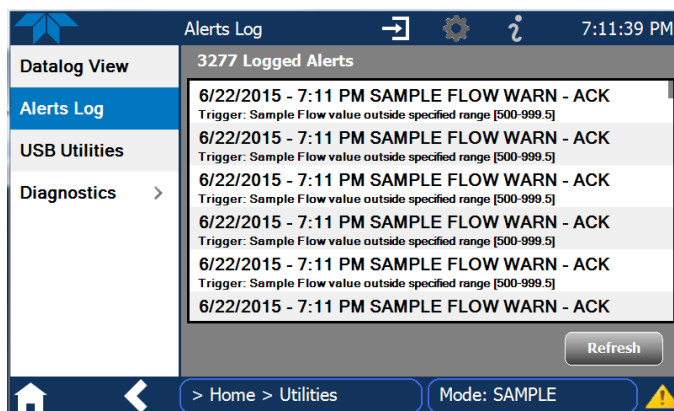 Alerts Log
7:11:39 PM
Datalog View
Alerts Log
USB Utilities
Diagnostics >
3277 Logged Alerts
6/22/2015 - 7:11 PM SAMPLE FLOW WARN - ACK
Trigger: Sample Flow value outside specified range [500-999.5]
6/22/2015 - 7:11 PM SAMPLE FLOW WARN - ACK
Trigger: Sample Flow value outside specified range [500-999.5]
6/22/2015 - 7:11 PM SAMPLE FLOW WARN - ACK
Trigger: Sample Flow value outside specified range [500-999.5]
6/22/2015 - 7:11 PM SAMPLE FLOW WARN - ACK
Trigger: Sample Flow value outside specified range [500-999.5]
6/22/2015 - 7:11 PM SAMPLE FLOW WARN - ACK
Trigger: Sample Flow value outside specified range [500-999.5]
6/22/2015 - 7:11 PM SAMPLE FLOW WARN - ACK
Refresh
> Home > Utilities
Mode: SAMPLE